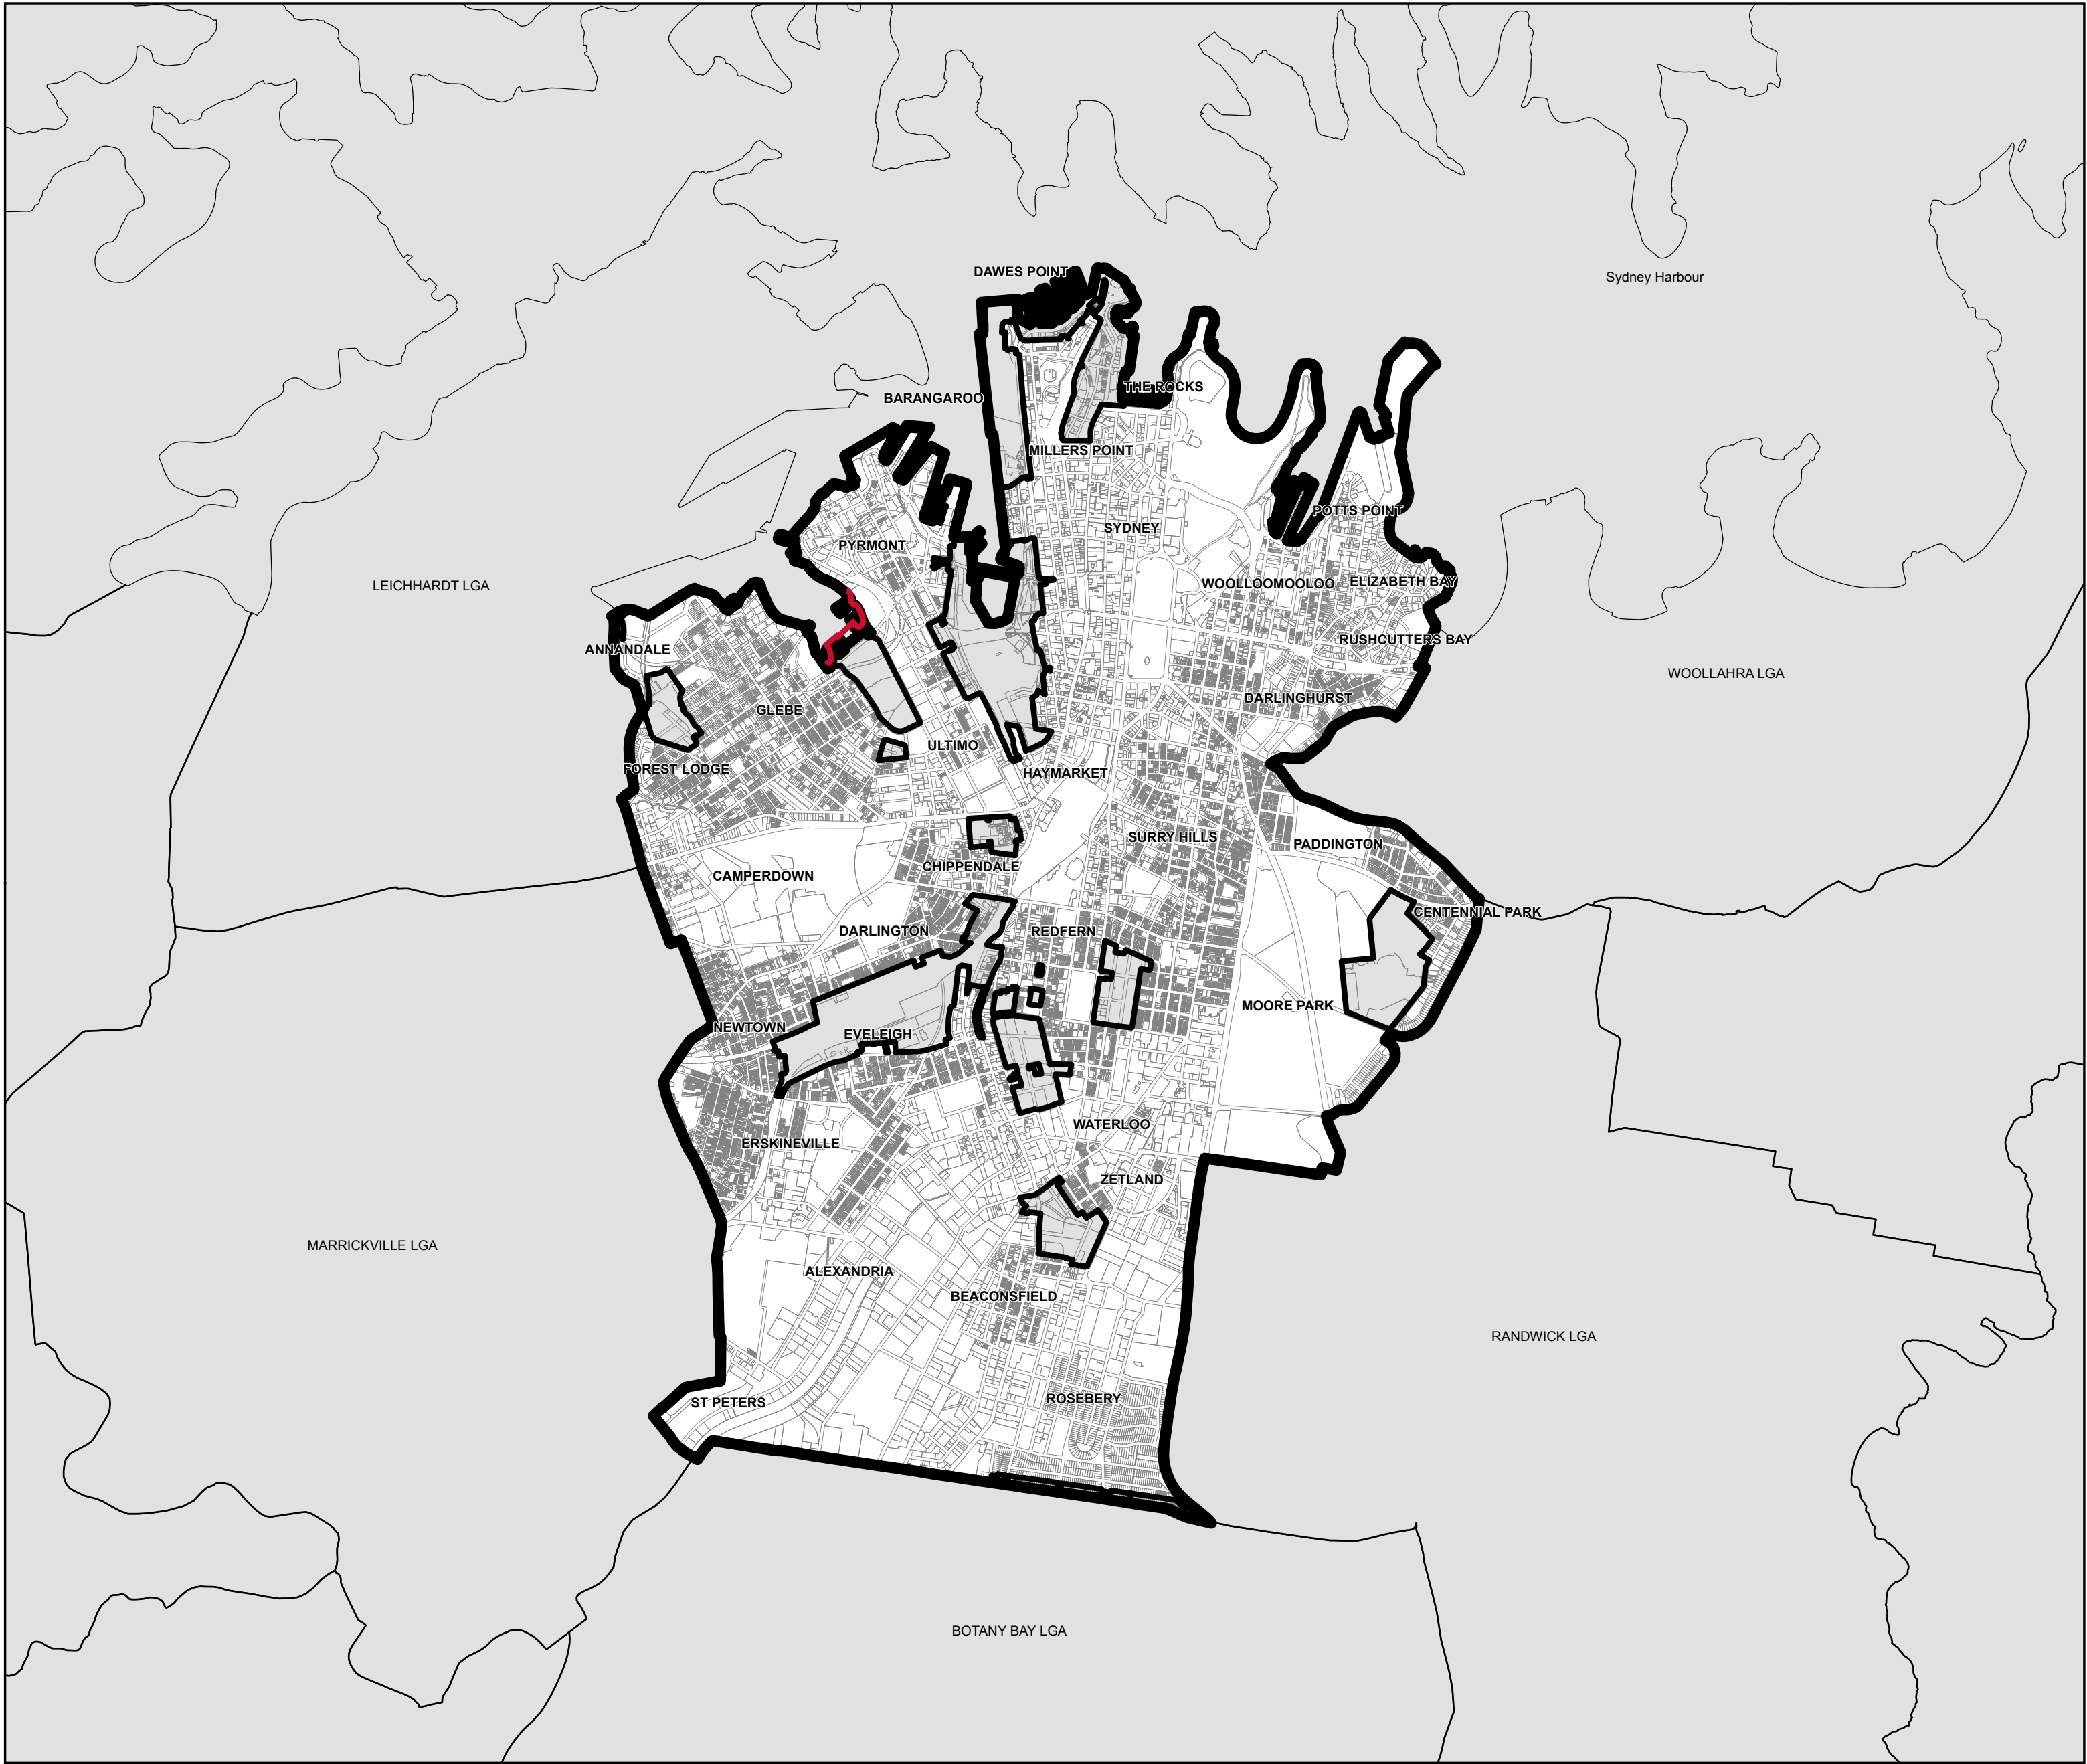 DAWES POINT
Sydney Harbour
THE ROCKS
BARANGAROO
MILLERS POINT
POTTS POINT
SYDNEY
PYRMONT
LEICHHARDT LGA
WOOLLOOMOOLOO
ELIZABETH BAY
RUSHCUTTERS BAY
ANNANDALE
WOOLLAHRA LGA
DARLINGHURST
GLEBE
ULTIMO
FOREST LODGE
HAYMARKET
SURRY HILLS
PADDINGTON
CHIPPENDALE
CAMPERDOWN
CENTENNIAL PARK
DARLINGTON
REDFERN
MOORE PARK
NEWTOWN
EVELEIGH
WATERLOO
ERSKINEVILLE
ZETLAND
MARRICKVILLE LGA
ALEXANDRIA
BEACONSFIELD
RANDWICK LGA
ROSEBERY
ST PETERS
BOTANY BAY LGA